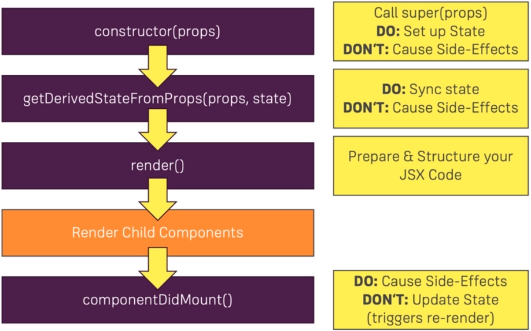 constructor(props)
Call super(props)
DO: Set up State
DON'T: Cause Side-Effects
getDerivedStateFromProps(props, state)
DO: Sync state
DON'T: Cause Side-Effects
render()
Prepare & Structure your
JSX Code
Render Child Components
componentDidMount()
DO: Cause Side-Effects
DON'T: Update State
(triggers re-render)